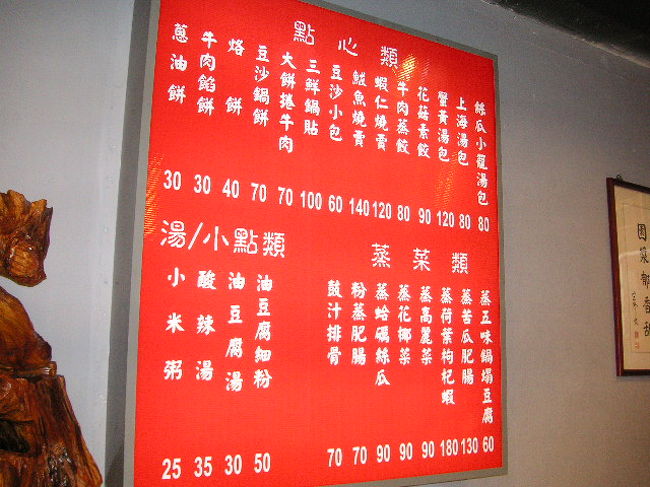 點心類
絲瓜小籠湯包 80
上海湯包 80
蟹黃湯包 120
花菇素餃 90
牛肉蒸餃 80
蝦仁燒賣 120
鱸魚燒賣 140
豆沙小包 60
三鮮鍋貼 100
大餅捲牛肉 70
豆沙鍋餅 70
烙餅 40
牛肉餡餅 30
蔥油餅 30
蒸菜類
蒸五味鍋塌豆腐 60
蒸苦瓜肥腸 130
蒸荷葉枸杞蝦 180
蒸高麗菜 90
蒸花椰菜 90
蒸蛤蠣絲瓜 90
粉蒸肥腸 70
鼓汁排骨 70
湯/小點類
油豆腐細粉 50
油豆腐湯 30
酸辣湯 35
小米粥 25